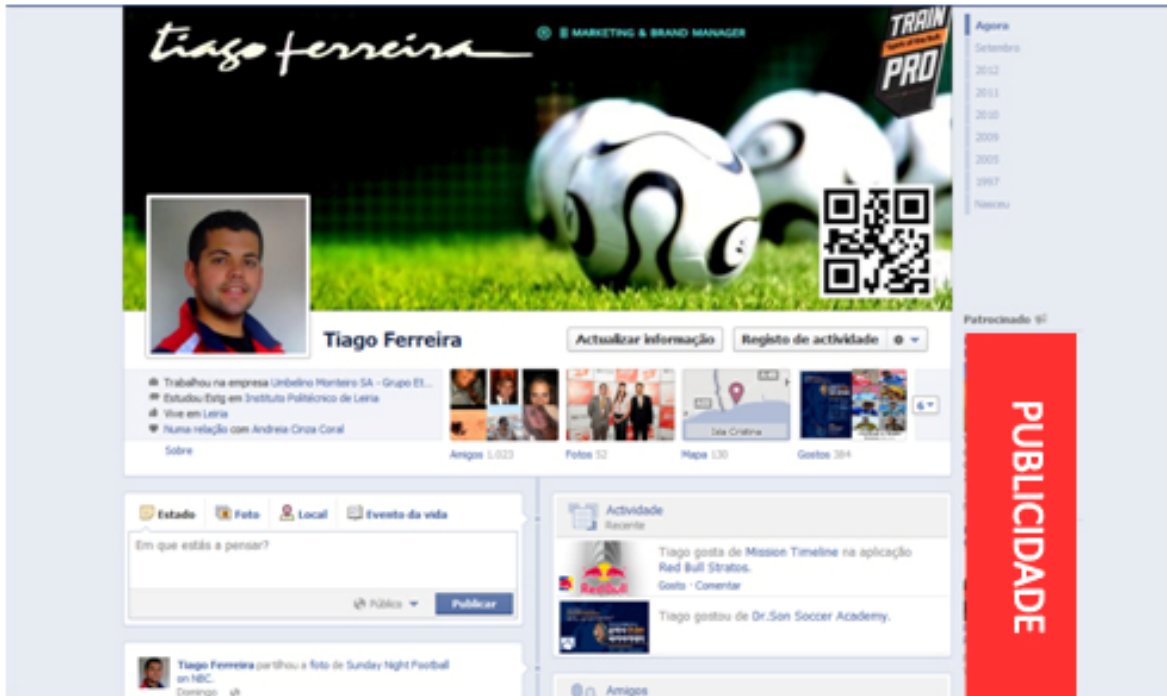 tiago ferreira
MARKETING & BRAND MANAGER
TRAIN
PRO
Agora
Setembro
2012
2011
2010
2009
2005
1997
Nasceu
Tiago Ferreira
Actualizar informação
Registo de actividade
Trabalhou na empresa Umbelino Monteiro SA - Grupo Et...
Estudou Estg em Instituto Politécnico de Leiria
Vive em Leiria
Numa relação com Andreia Cinza Coral
Sobre
Isla Cristina
6
Amigos 1.023
Fotos 52
Mapa 130
Gostos 384
Patrocinado
PUBLICIDADE
Estado
Foto
Local
Evento da vida
Em que estás a pensar?
Público
Publicar
Tiago Ferreira partilhou a foto de Sunday Night Football
on NBC.
Domingo
Actividade
Recente
Tiago gosta de Mission Timeline na aplicação
Red Bull Stratos.
Gosto · Comentar
RedBull
Tiago gostou de Dr.Son Soccer Academy.
Amigos